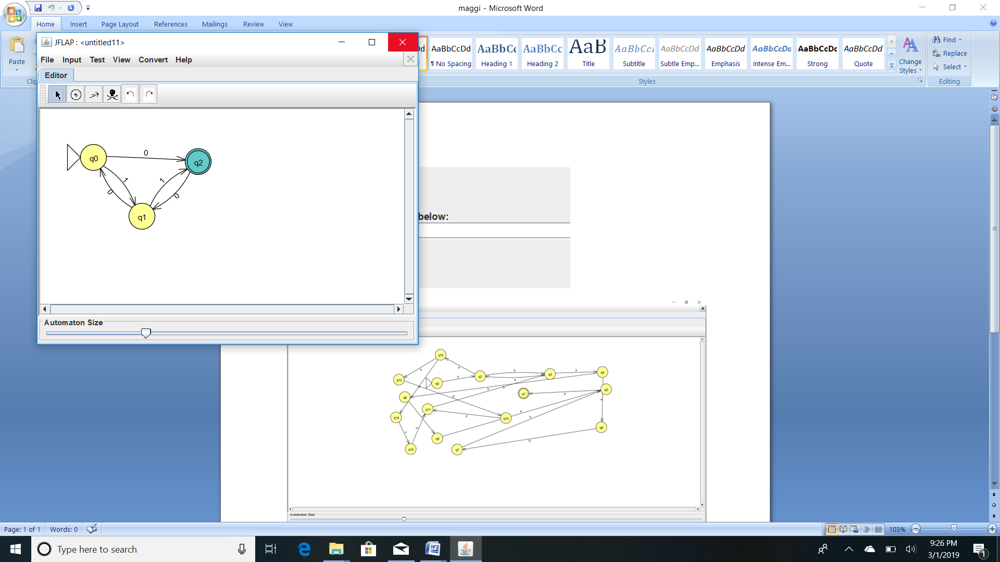 maggi - Microsoft Word
Home Insert Page Layout References Mailings Review View
Paste
AaBbCcDd AaBbC AaBbCc AaB AaBbCcI AaBbCcDd AaBbCcDd AaBbCcDd AaBbCcDc AaBbCcDd
¶ No Spacing Heading 1 Heading 2 Title Subtitle Subtle Emp... Emphasis Intense Em... Strong Quote
Change Styles
Find
Replace
Select
Styles
Editing
JFLAP : <untitled11>
File Input Test View Convert Help
Editor
q0
0
q2
1
1
0
0
q1
Automaton Size
below:
q10
q12
q0
λ
q2
λ
q3
λ
q4
q8
q11
q1
q5
q14
0
q13
q15
q9
q7
0
q6
Automaton Size
Page: 1 of 1 Words: 0
103%
Type here to search
9:26 PM
3/1/2019
1